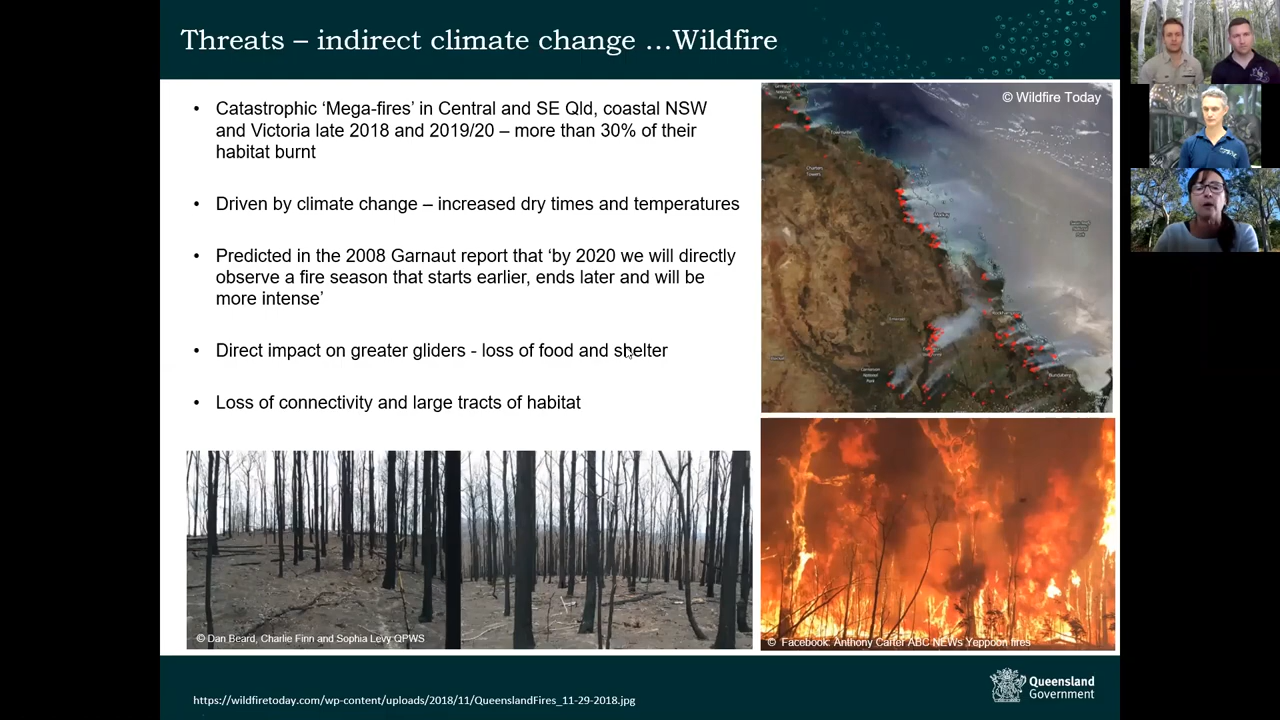 Threats – indirect climate change ...Wildfire
• Catastrophic ‘Mega-fires’ in Central and SE Qld, coastal NSW
and Victoria late 2018 and 2019/20 – more than 30% of their
habitat burnt
• Driven by climate change – increased dry times and temperatures
• Predicted in the 2008 Garnaut report that ‘by 2020 we will directly
observe a fire season that starts earlier, ends later and will be
more intense’
• Direct impact on greater gliders - loss of food and shelter
• Loss of connectivity and large tracts of habitat
© Wildfire Today
Charters
Towers
Mackay
Rockhampton
Bundaberg
© Dan Beard, Charlie Finn and Sophia Levy QPWS
© Facebook: Anthony Carter ABC NEWs Yeppoon fires
https://wildfiretoday.com/wp-content/uploads/2018/11/QueenslandFires_11-29-2018.jpg
Queensland
Government